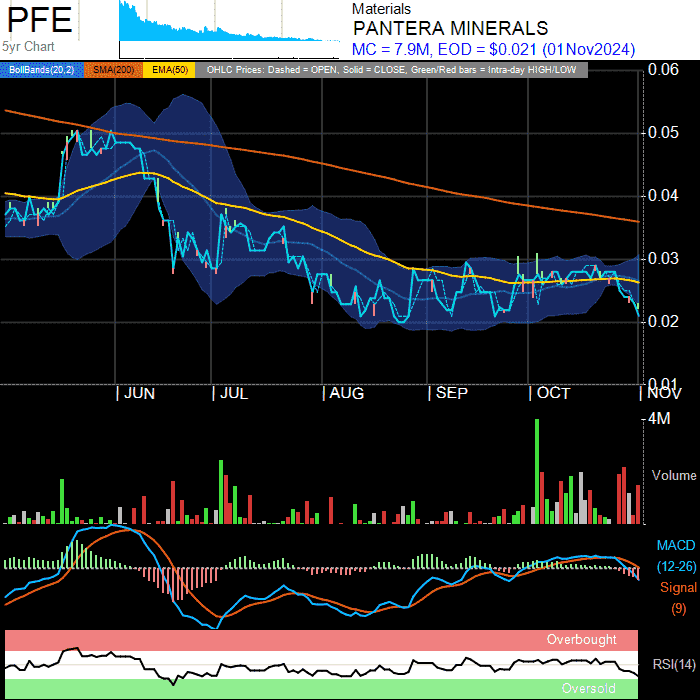 PFE
5yr Chart
Materials
PANTERA MINERALS
MC = 7.9M, EOD = $0.021 (01Nov2024)
BollBands(20,2) SMA(200) EMA(50) OHLC Prices: Dashed = OPEN, Solid = CLOSE, Green/Red bars = Intra-day HIGH/LOW
0.06
0.05
0.04
0.03
0.02
0.01
JUN JUL AUG SEP OCT NOV
4M
Volume
MACD
(12-26)
Signal
(9)
Overbought
RSI(14)
Oversold